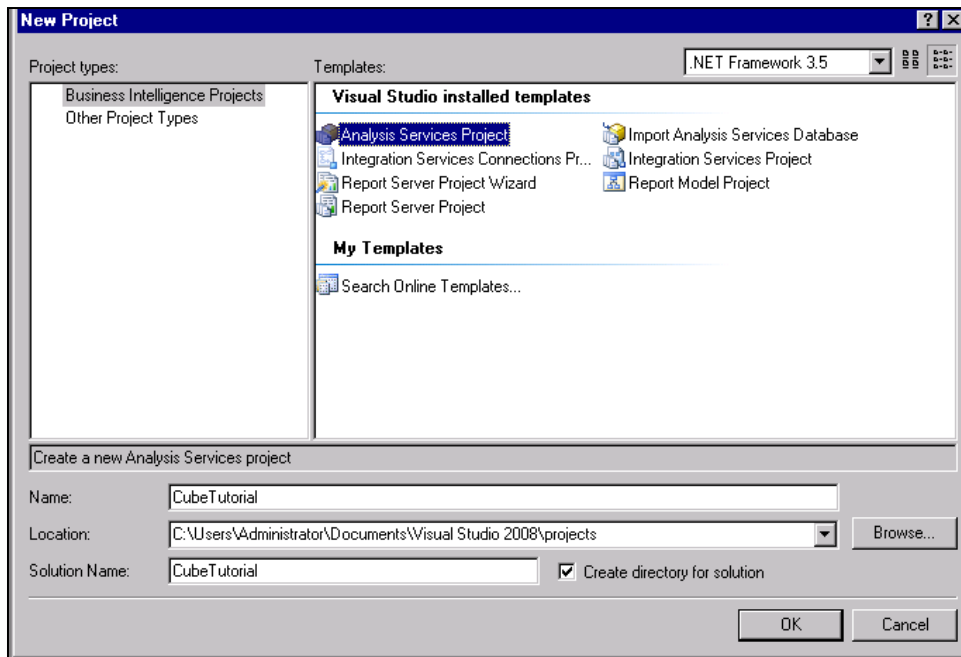 New Project
Project types:
Templates:
.NET Framework 3.5
Business Intelligence Projects
Other Project Types
Visual Studio installed templates
Analysis Services Project
Import Analysis Services Database
Integration Services Connections Pr...
Integration Services Project
Report Server Project Wizard
Report Model Project
Report Server Project
My Templates
Search Online Templates...
Create a new Analysis Services project
Name:
CubeTutorial
Location:
C:\Users\Administrator\Documents\Visual Studio 2008\projects
Browse...
Solution Name:
CubeTutorial
Create directory for solution
OK
Cancel